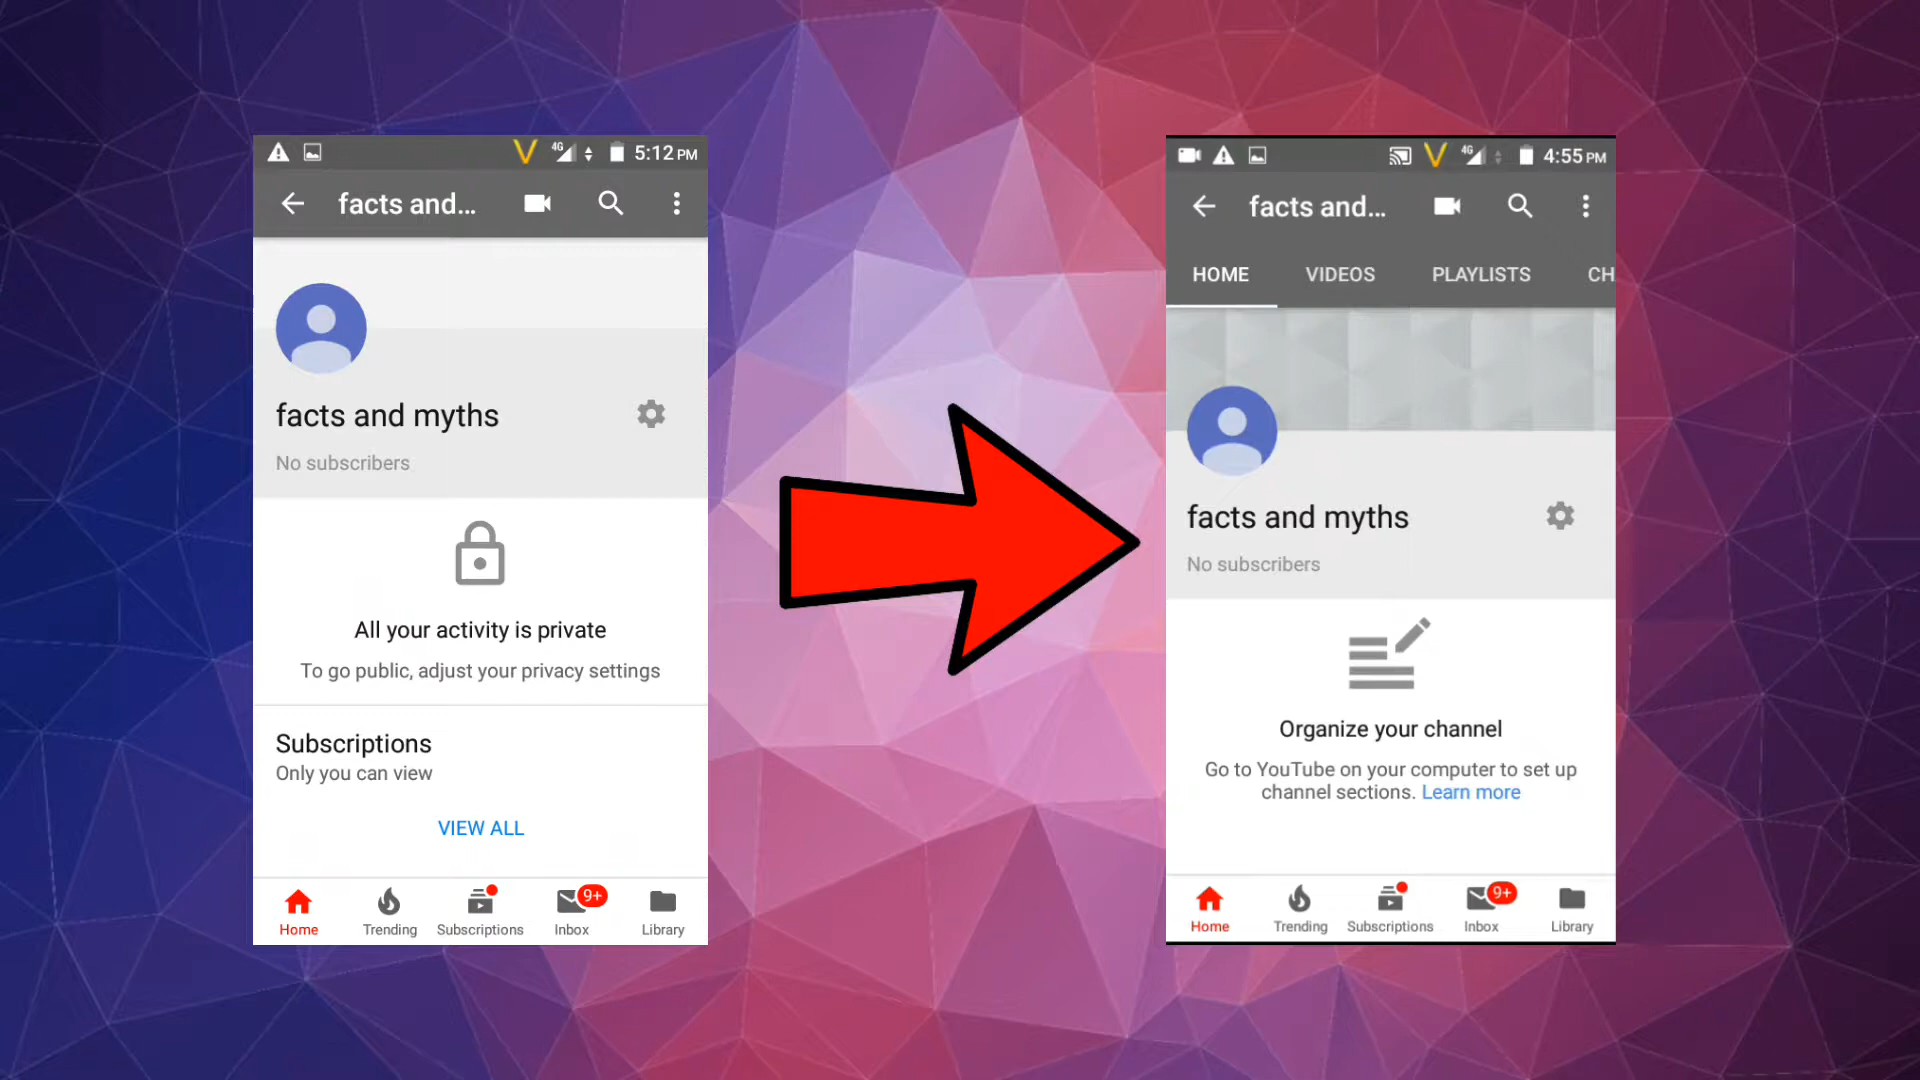 4G 5:12 PM
facts and...
facts and myths
No subscribers
All your activity is private
To go public, adjust your privacy settings
Subscriptions
Only you can view
VIEW ALL
9+
Home Trending Subscriptions Inbox Library
4G 4:55 PM
facts and...
HOME VIDEOS PLAYLISTS CH
facts and myths
No subscribers
Organize your channel
Go to YouTube on your computer to set up
channel sections. Learn more
9+
Home Trending Subscriptions Inbox Library